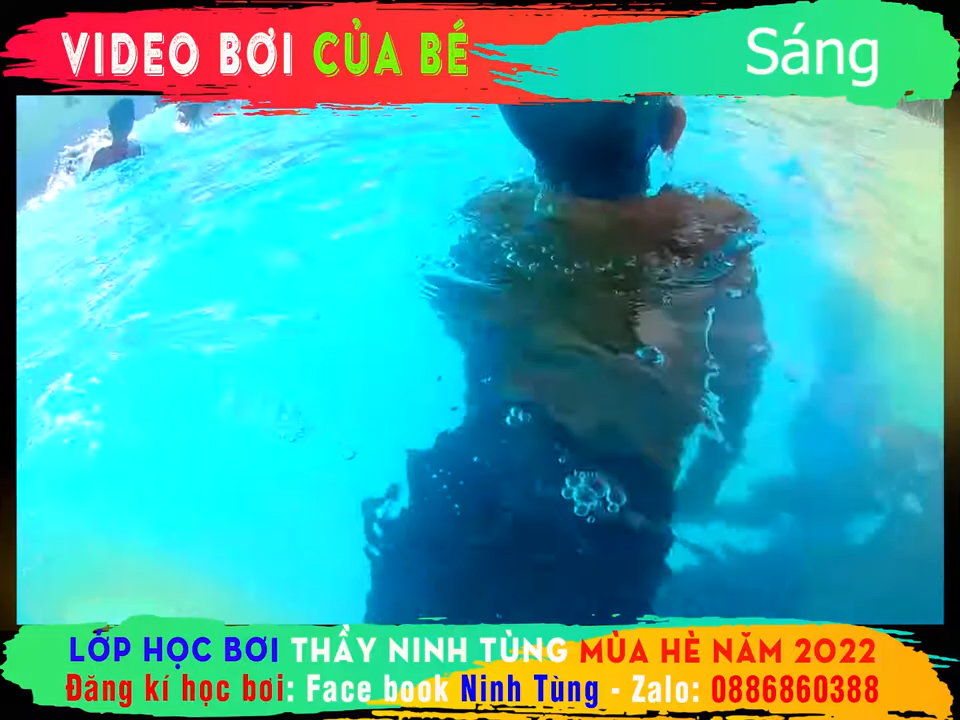 VIDEO BƠI CỦA BÉ
Sáng
LỚP HỌC BƠI THẦY NINH TÙNG MÙA HÈ NĂM 2022
Đăng kí học bơi: Face book Ninh Tùng - Zalo: 0886860388